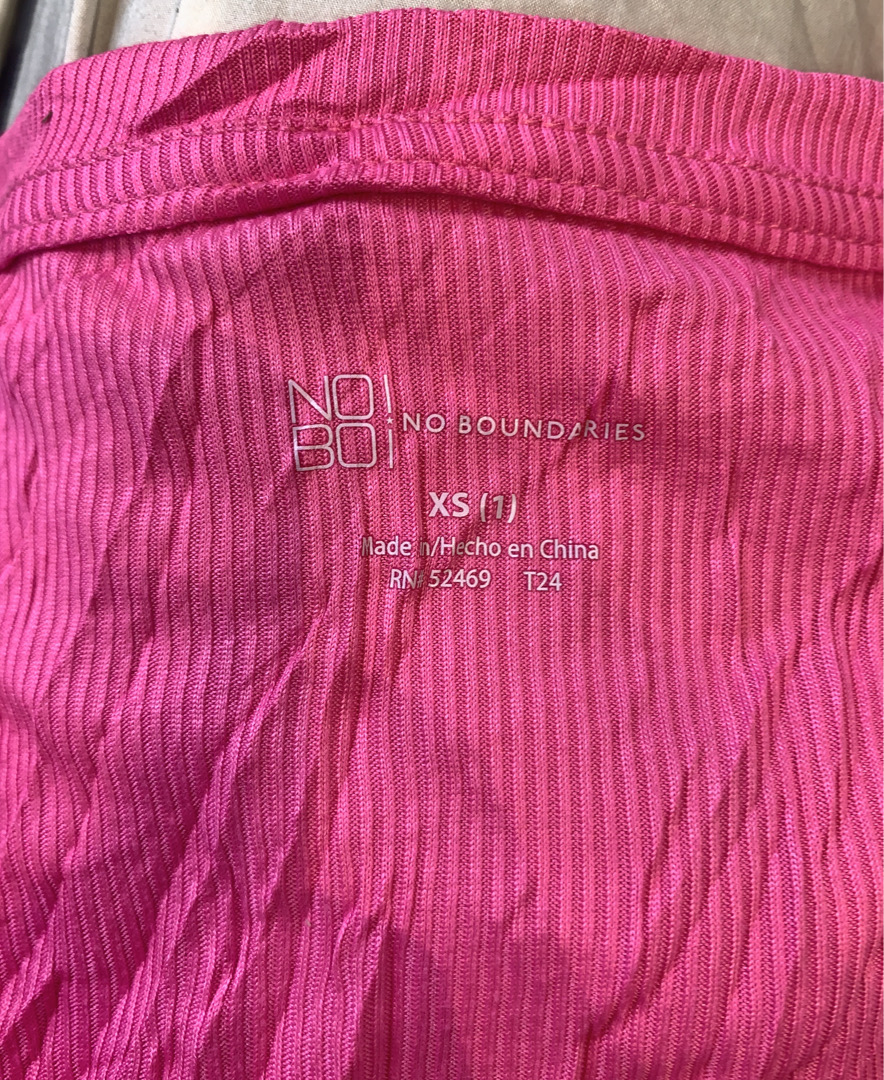 NO
BO
NO BOUNDARIES
XS (1)
Made in/Hecho en China
RN# 52469 T24